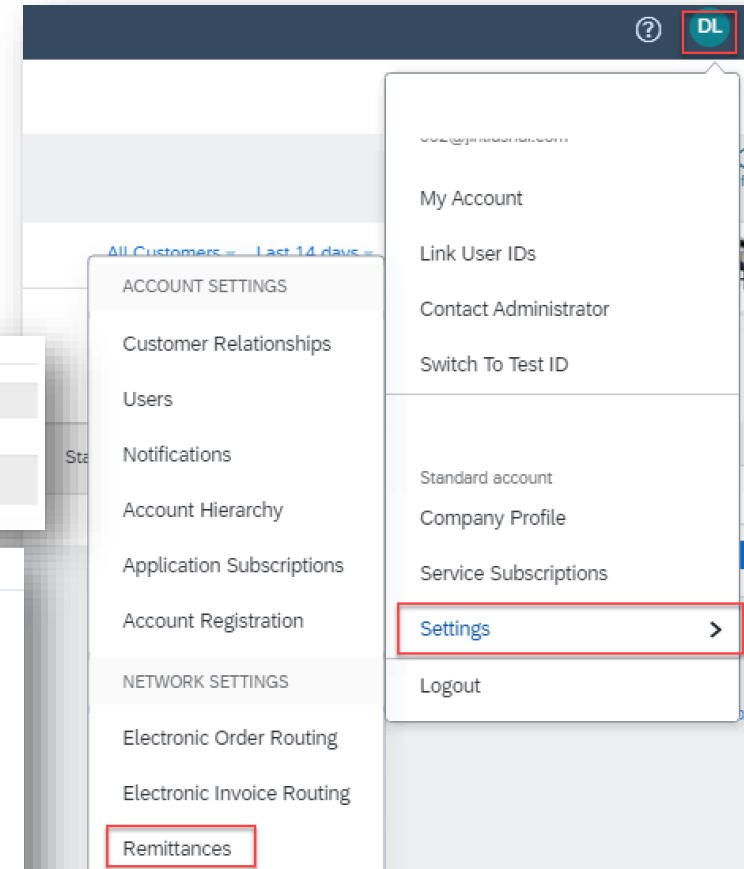 DL
My Account
Link User IDs
Contact Administrator
Switch To Test ID
Standard account
Company Profile
Service Subscriptions
Settings
Logout
All Customers Last 14 days
ACCOUNT SETTINGS
Customer Relationships
Users
Notifications
Account Hierarchy
Application Subscriptions
Account Registration
NETWORK SETTINGS
Electronic Order Routing
Electronic Invoice Routing
Remittances